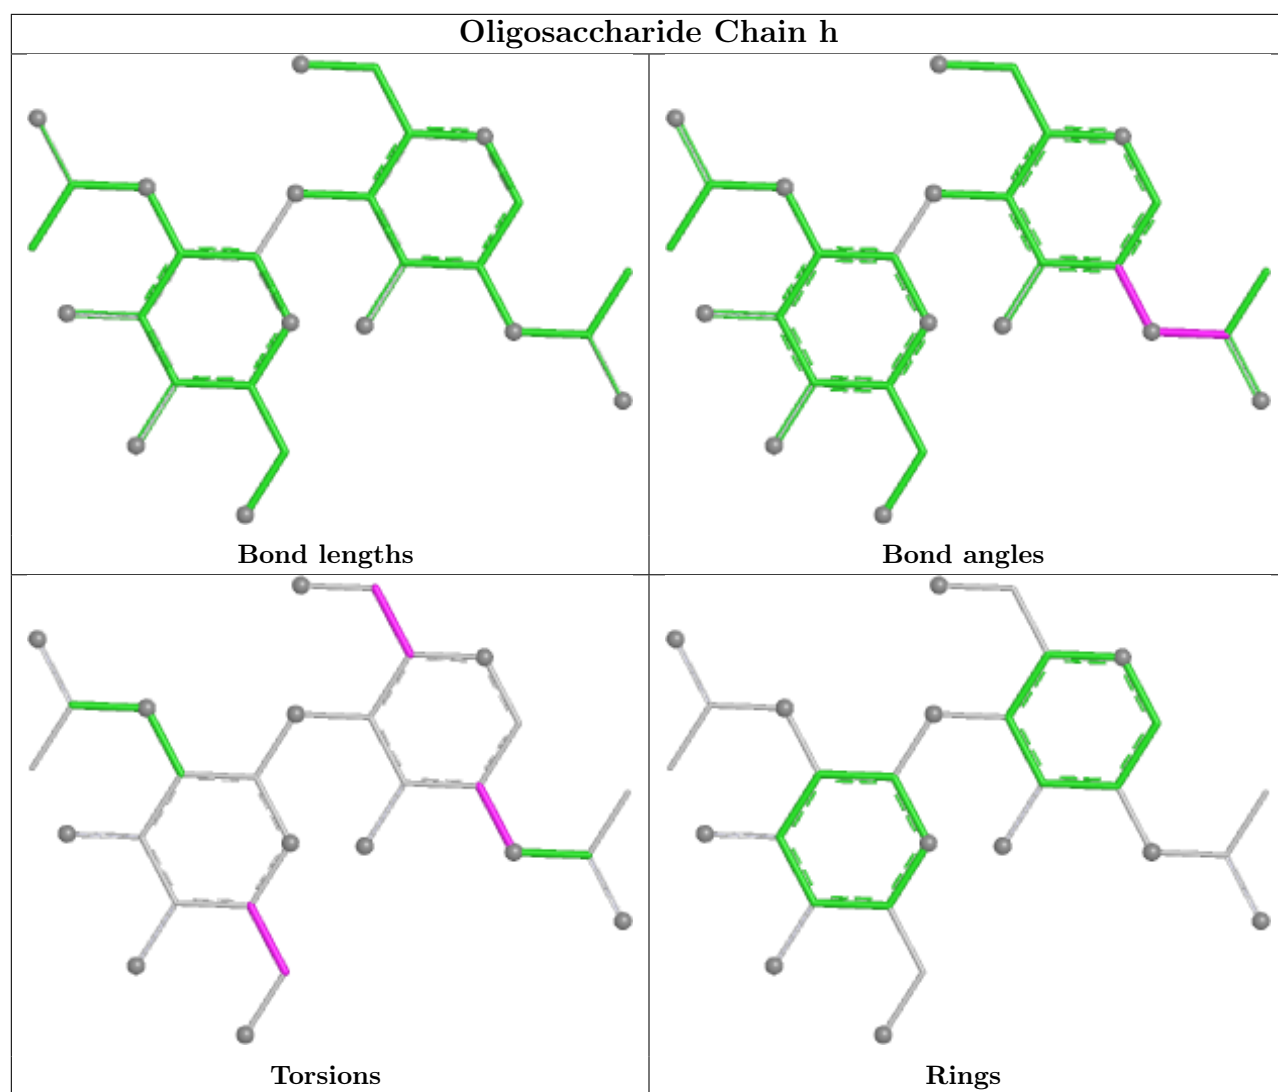 Oligosaccharide Chain h
Bond lengths
Bond angles
Torsions
Rings